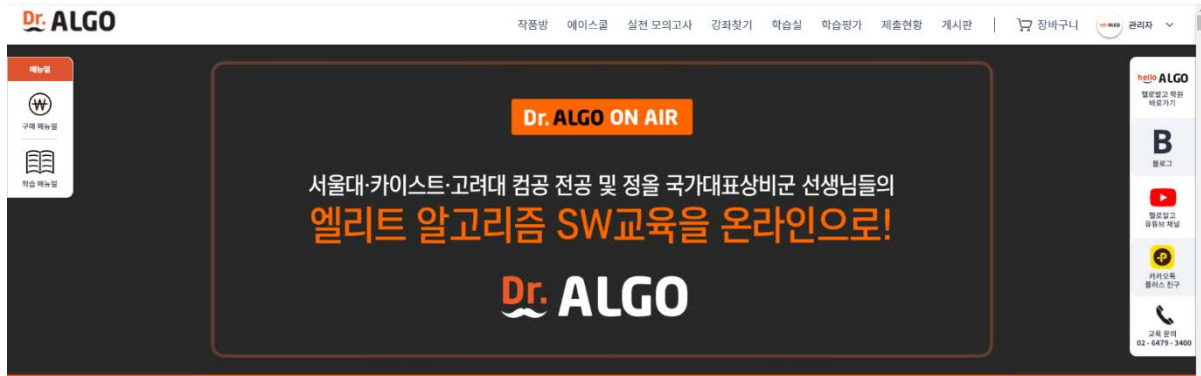 Dr. ALGO
작품방 에이스쿨 실전 모의고사 강좌찾기 학습실 학습평가 제출현황 게시판 장바구니 관리자
매뉴얼
구매 매뉴얼
학습 매뉴얼
Dr. ALGO ON AIR
서울대·카이스트·고려대 컴공 전공 및 정올 국가대표상비군 선생님들의
엘리트 알고리즘 SW교육을 온라인으로!
Dr. ALGO
hello ALGO
헬로알고 학원
바로가기
B
블로그
헬로알고
유튜브 채널
카카오톡
플러스 친구
교육 문의
02 - 6479 - 3400